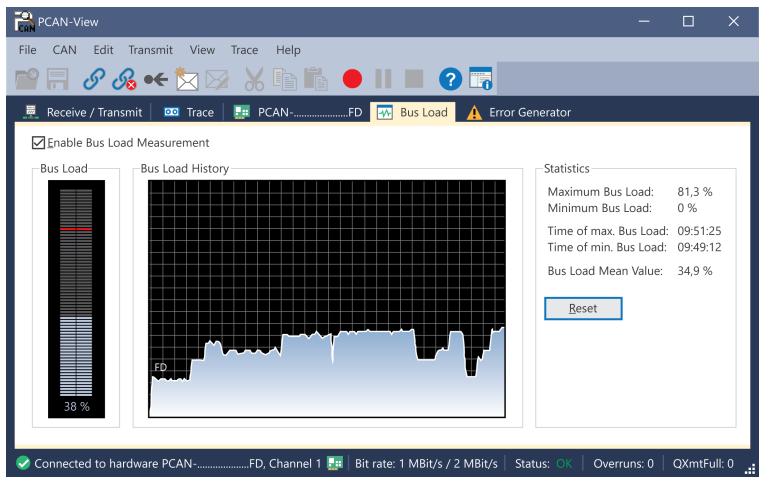 PCAN-View
File CAN Edit Transmit View Trace Help
Receive / Transmit Trace PCAN-.....................FD Bus Load Error Generator
Enable Bus Load Measurement
Bus Load
38 %
Bus Load History
FD
Statistics
Maximum Bus Load: 81,3 %
Minimum Bus Load: 0 %
Time of max. Bus Load: 09:51:25
Time of min. Bus Load: 09:49:12
Bus Load Mean Value: 34,9 %
Reset
Connected to hardware PCAN-....................FD, Channel 1 Bit rate: 1 MBit/s / 2 MBit/s Status: OK Overruns: 0 QXmtFull: 0